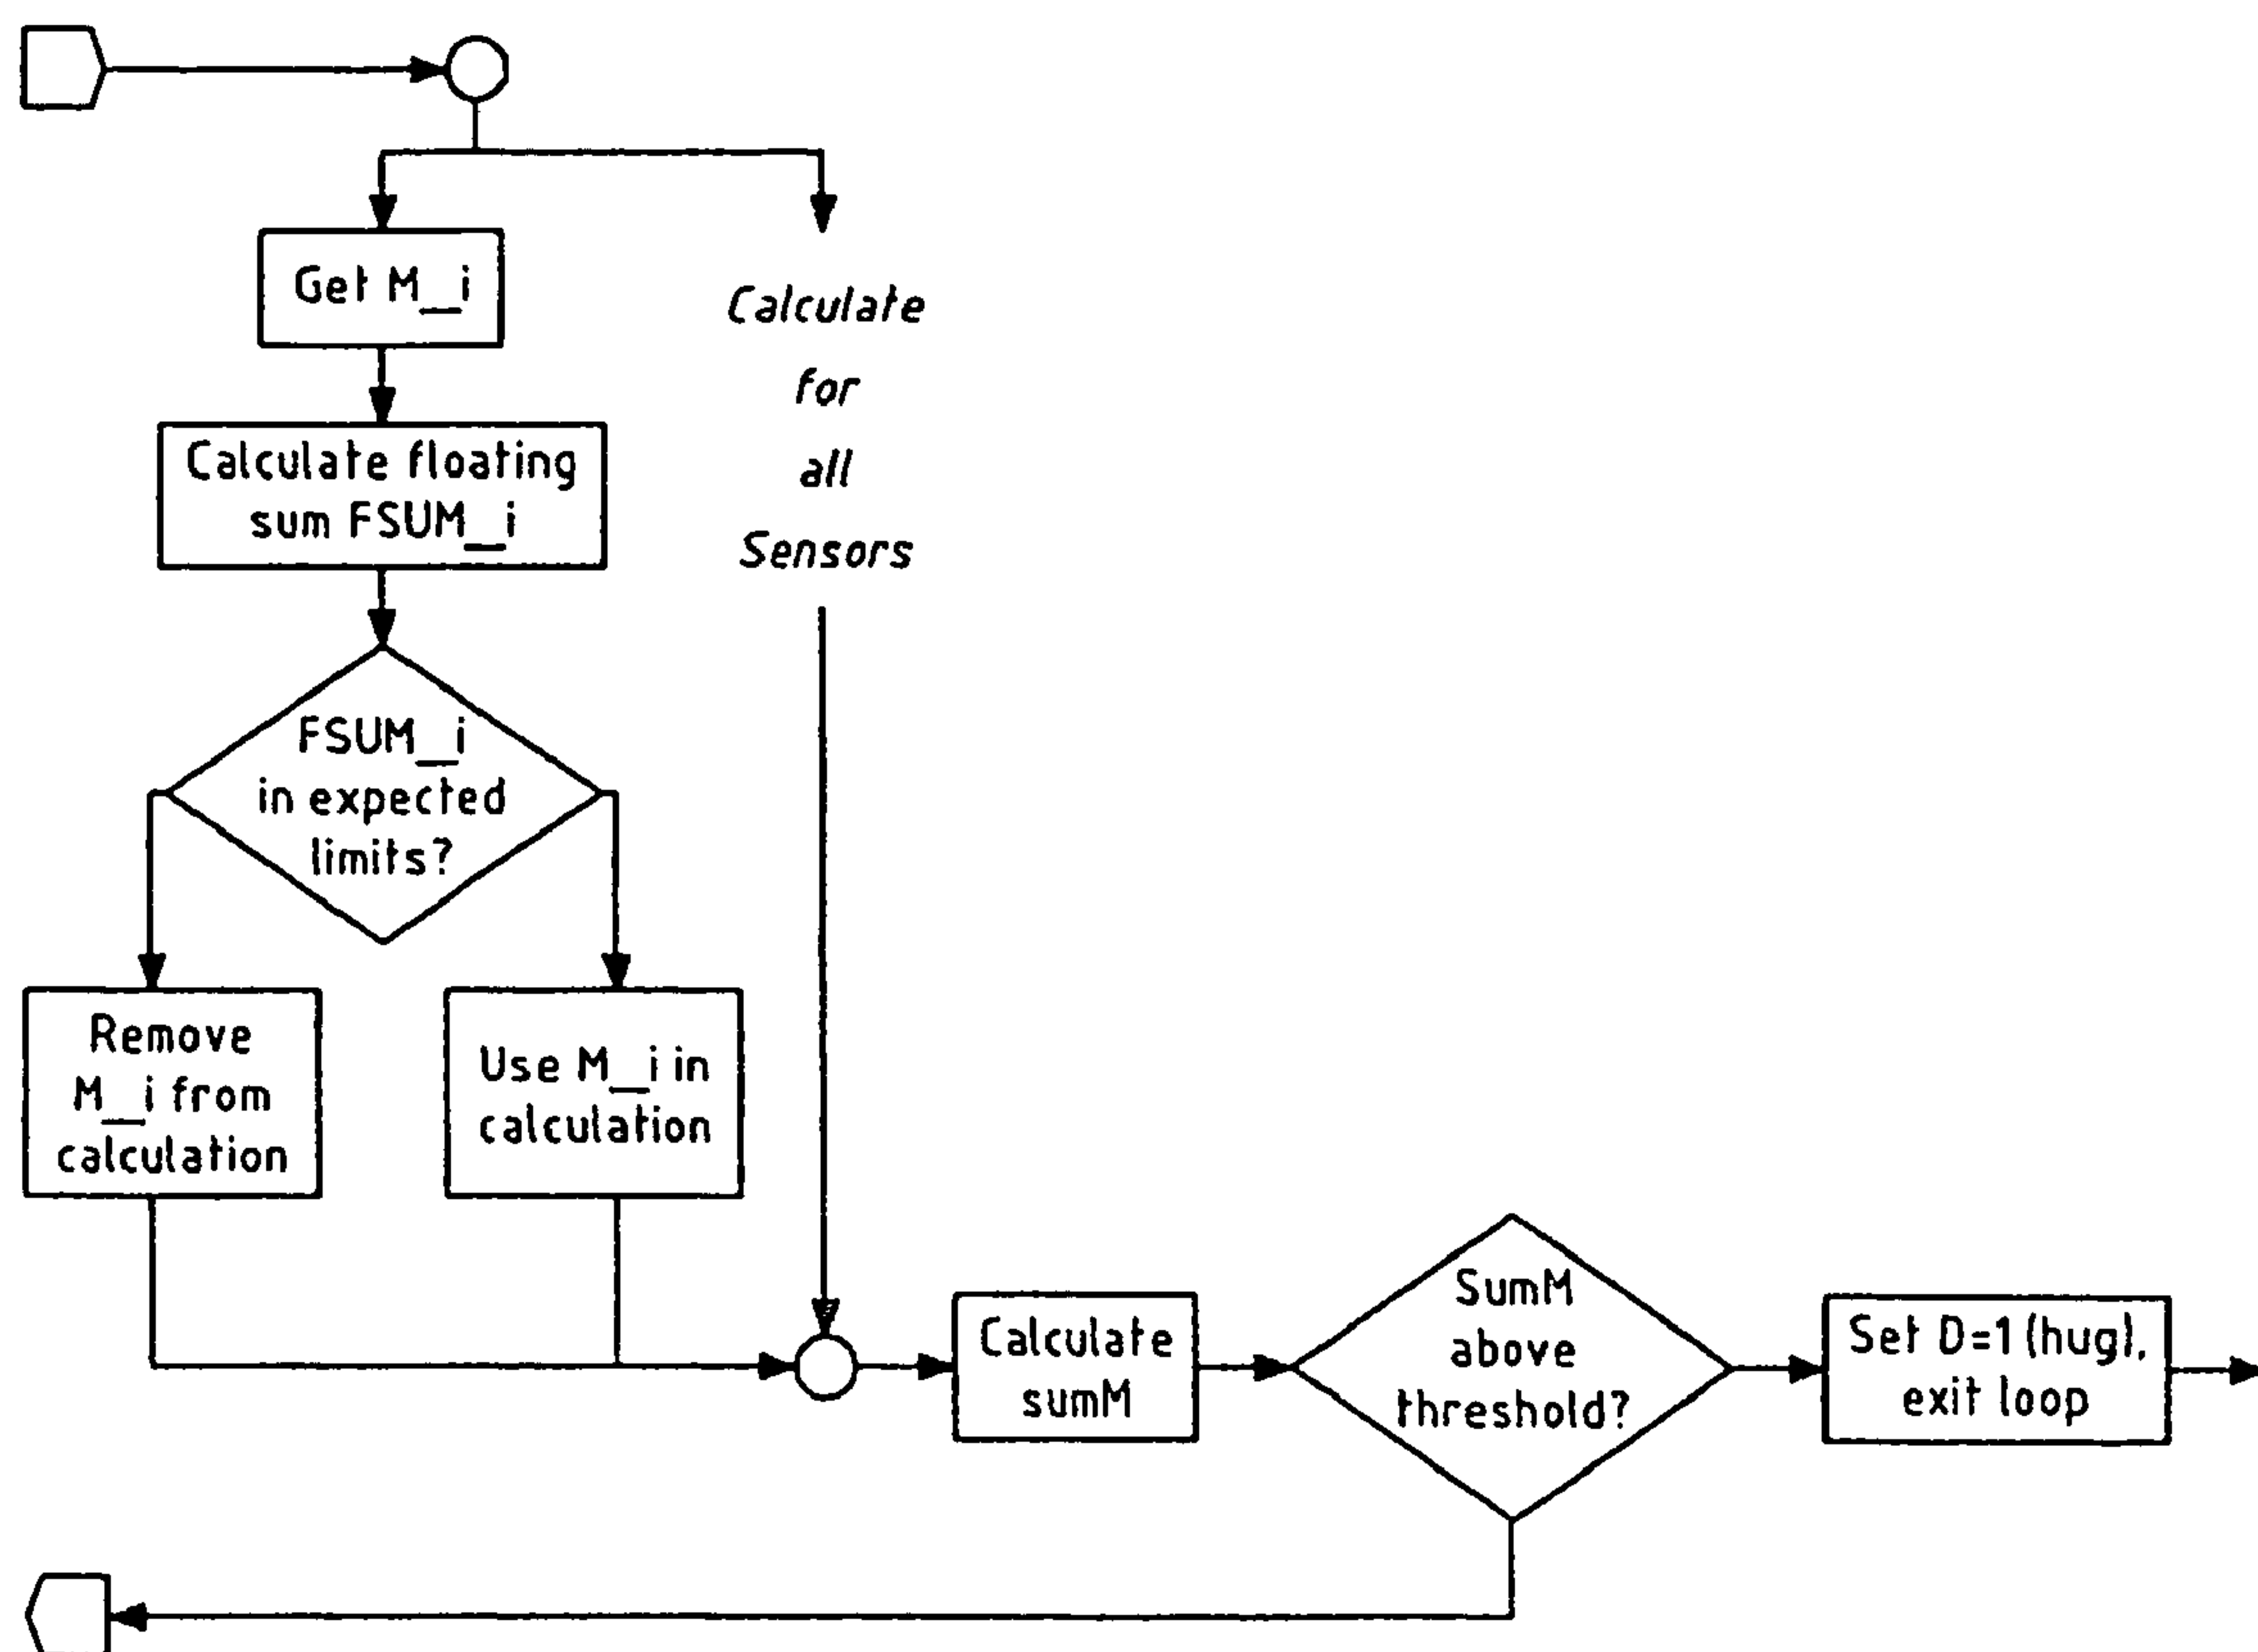 Get M_i
Calculate
for
all
Sensors
Calculate floating
sum FSUM_i
FSUM_i
in expected
limits?
Remove
M_i from
calculation
Use M_i in
calculation
Calculate
sumM
SumM
above
threshold?
Set D=1 (hug),
exit loop